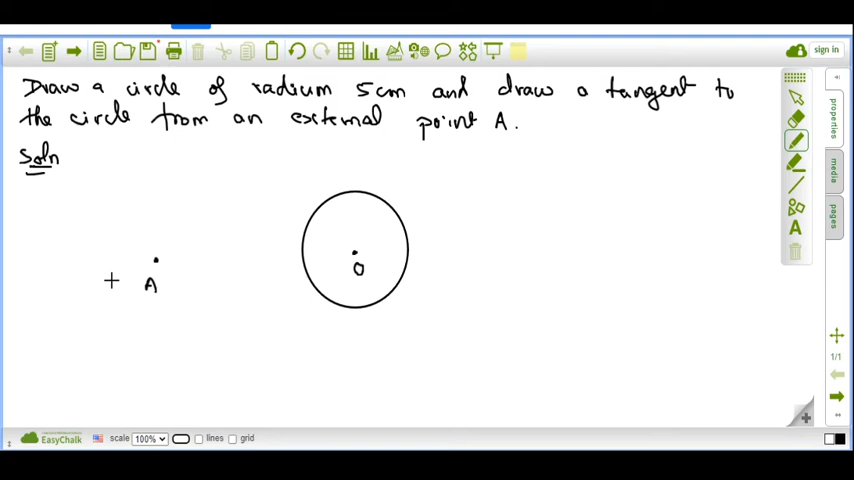 sign in
Draw a circle of radium 5cm and draw a tangent to
the circle from an external point A.
Soln
A
O
properties
media
pages
A
1/1
EasyChalk
scale 100% lines grid